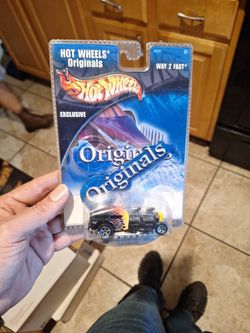 HOT WHEELS®
Originals
WAY 2 FAST®
HOT WHEELS
EXCLUSIVE
Originals
Originals